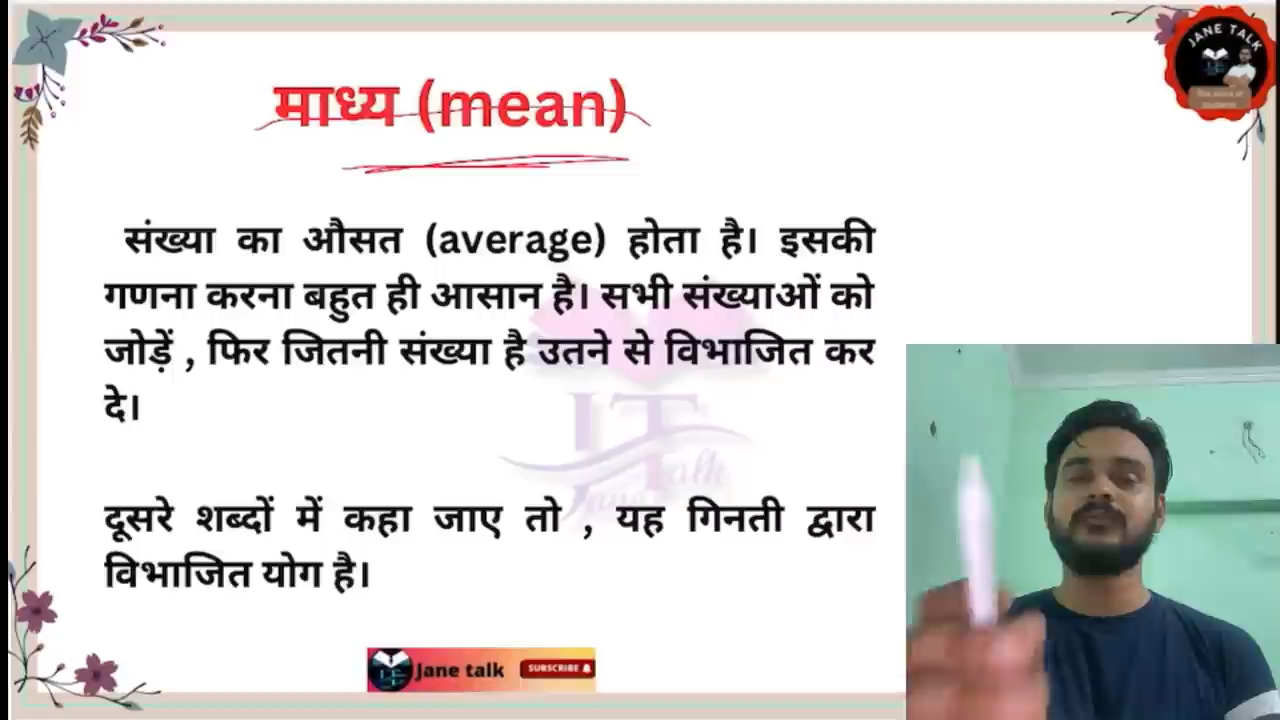 माध्य (mean)
संख्या का औसत (average) होता है। इसकी
गणना करना बहुत ही आसान है। सभी संख्याओं को
जोड़ें , फिर जितनी संख्या है उतने से विभाजित कर
दे।
दूसरे शब्दों में कहा जाए तो , यह गिनती द्वारा
विभाजित योग है।
Jane talk
SUBSCRIBE
JANE TALK
JT